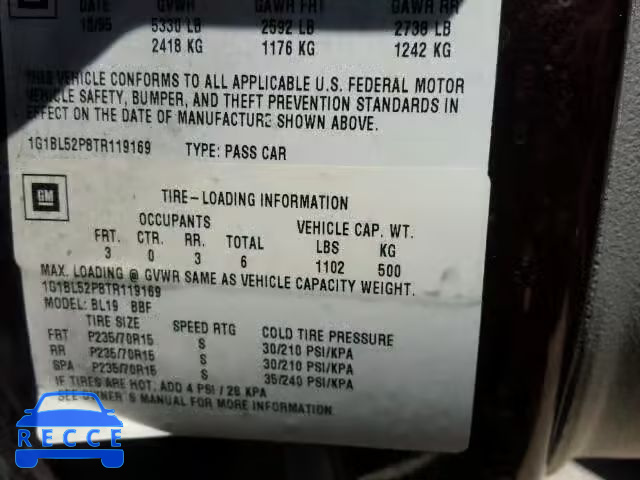 DATE GVWR GAWR FRT GAWR RR
10/95 5330 LB 2592 LB 2738 LB
2418 KG 1176 KG 1242 KG
THIS VEHICLE CONFORMS TO ALL APPLICABLE U.S. FEDERAL MOTOR
VEHICLE SAFETY, BUMPER, AND THEFT PREVENTION STANDARDS IN
EFFECT ON THE DATE OF MANUFACTURE SHOWN ABOVE.
1G1BL52P8TR119169 TYPE: PASS CAR
GM
TIRE-LOADING INFORMATION
OCCUPANTS VEHICLE CAP. WT.
FRT. CTR. RR. TOTAL LBS KG
3 0 3 6 1102 500
MAX. LOADING @ GVWR SAME AS VEHICLE CAPACITY WEIGHT.
1G1BL52P8TR119169
MODEL: BL19 BBF
TIRE SIZE SPEED RTG COLD TIRE PRESSURE
FRT P235/70R15 S 30/210 PSI/KPA
RR P235/70R15 S 30/210 PSI/KPA
SPA P235/70R15 S 35/240 PSI/KPA
IF TIRES ARE HOT, ADD 4 PSI/28 KPA
SEE OWNER'S MANUAL FOR MORE INFORMATION.
RECCE